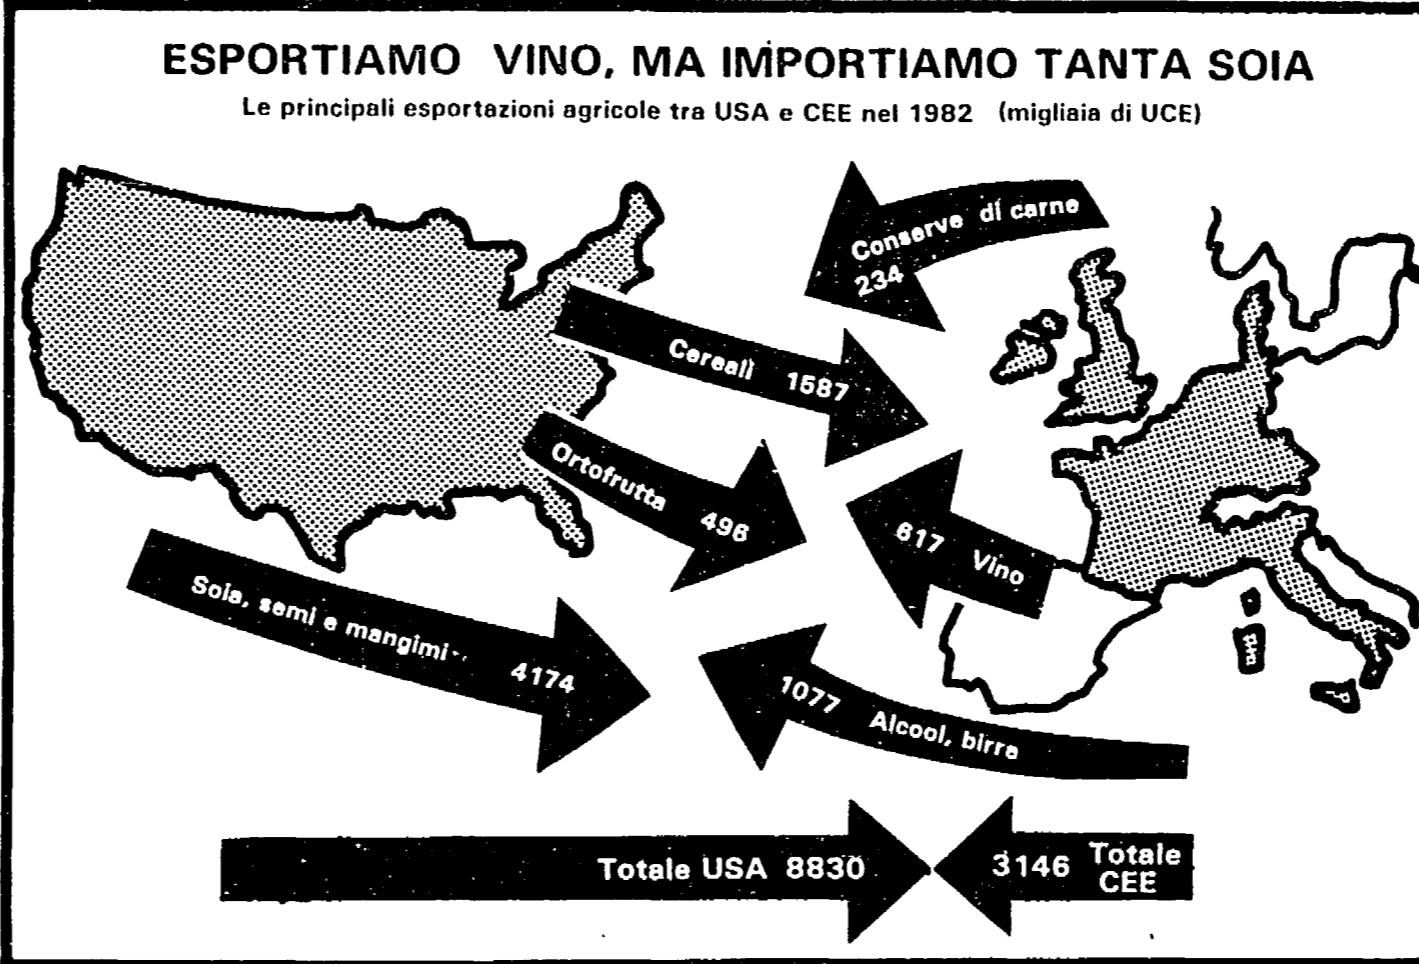 ESPORTIAMO VINO, MA IMPORTIAMO TANTA SOIA
Le principali esportazioni agricole tra USA e CEE nel 1982 (migliaia di UCE)
Conserve di carne
234
Cereali 1587
Ortofrutta 496
617 Vino
Soia, semi e mangimi 4174
1077 Alcool, birra
Totale USA 8830
3146 Totale
CEE